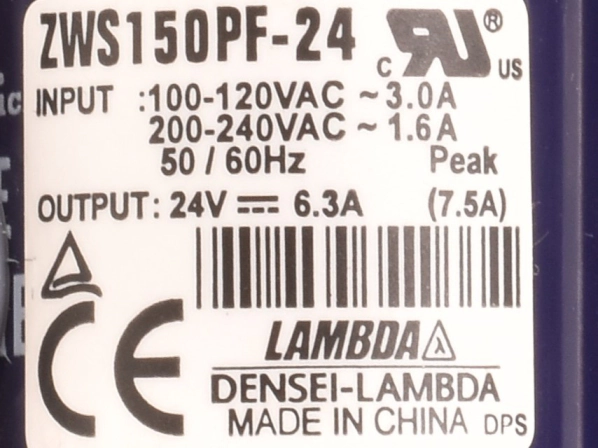 ZWS150PF-24
C RU® US
INPUT :100-120VAC ~ 3.0A
200-240VAC ~ 1.6A
50 / 60Hz Peak
OUTPUT: 24V ⎓ 6.3A (7.5A)
CE
LAMBDA λ
DENSEI-LAMBDA
MADE IN CHINA DPS